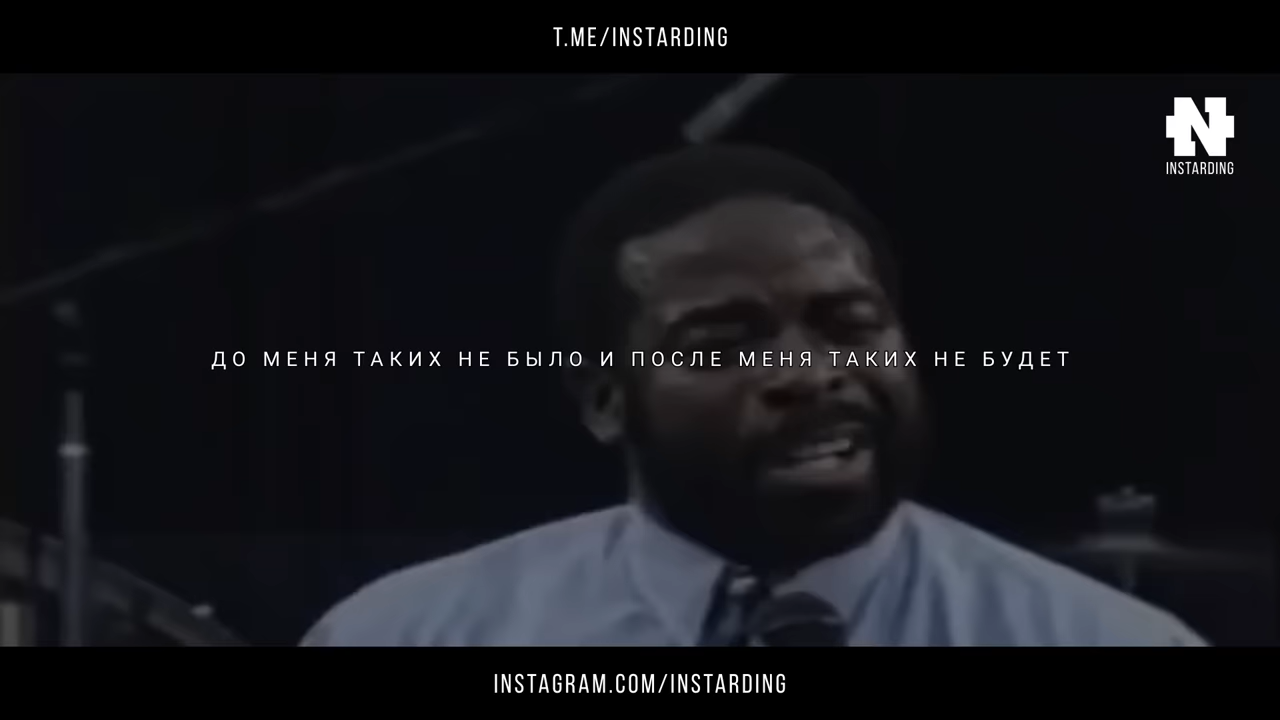 T.ME/INSTARDING
N
INSTARDING
ДО МЕНЯ ТАКИХ НЕ БЫЛО И ПОСЛЕ МЕНЯ ТАКИХ НЕ БУДЕТ
INSTAGRAM.COM/INSTARDING